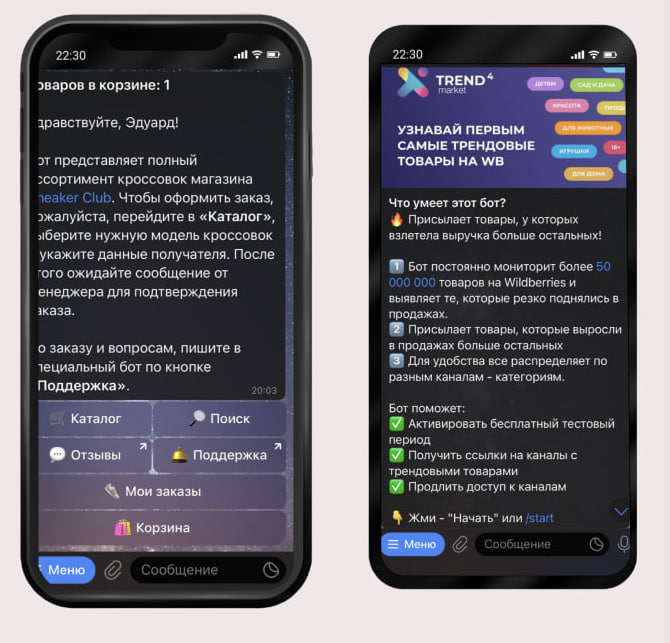 22:30
оваров в корзине: 1
дравствуйте, Эдуард!
от представляет полный
ссортимент кроссовок магазина
neaker Club. Чтобы оформить заказ,
ожалуйста, перейдите в «Каталог»,
ыберите нужную модель кроссовок
укажите данные получателя. После
того ожидайте сообщение от
енеджера для подтверждения
аказа.
о заказу и вопросам, пишите в
пециальный бот по кнопке
Поддержка».
20:03
Каталог
Поиск
Отзывы
Поддержка
Мои заказы
Корзина
Меню
Сообщение
22:30
TREND4
market
УЗНАВАЙ ПЕРВЫМ
САМЫЕ ТРЕНДОВЫЕ
ТОВАРЫ НА WB
ДЕТЯМ
САД И ДАЧА
КРАСОТА
ПРОДУ
ДЛЯ ЖИВОТНЫХ
ИГРУШКИ
18+
ДЛЯ ДОМА
Что умеет этот бот?
🔥 Присылает товары, у которых
взлетела выручка больше остальных!
1️⃣ Бот постоянно мониторит более 50
000 000 товаров на Wildberries и
выявляет те, которые резко поднялись в
продажах.
2️⃣ Присылает товары, которые выросли
в продажах больше остальных
3️⃣ Для удобства все распределяет по
разным каналам - категориям.
Бот поможет:
✅ Активировать бесплатный тестовый
период
✅ Получить ссылки на каналы с
трендовыми товарами
✅ Продлить доступ к каналам
👇 Жми - "Начать" или /start
Меню
Сообщение